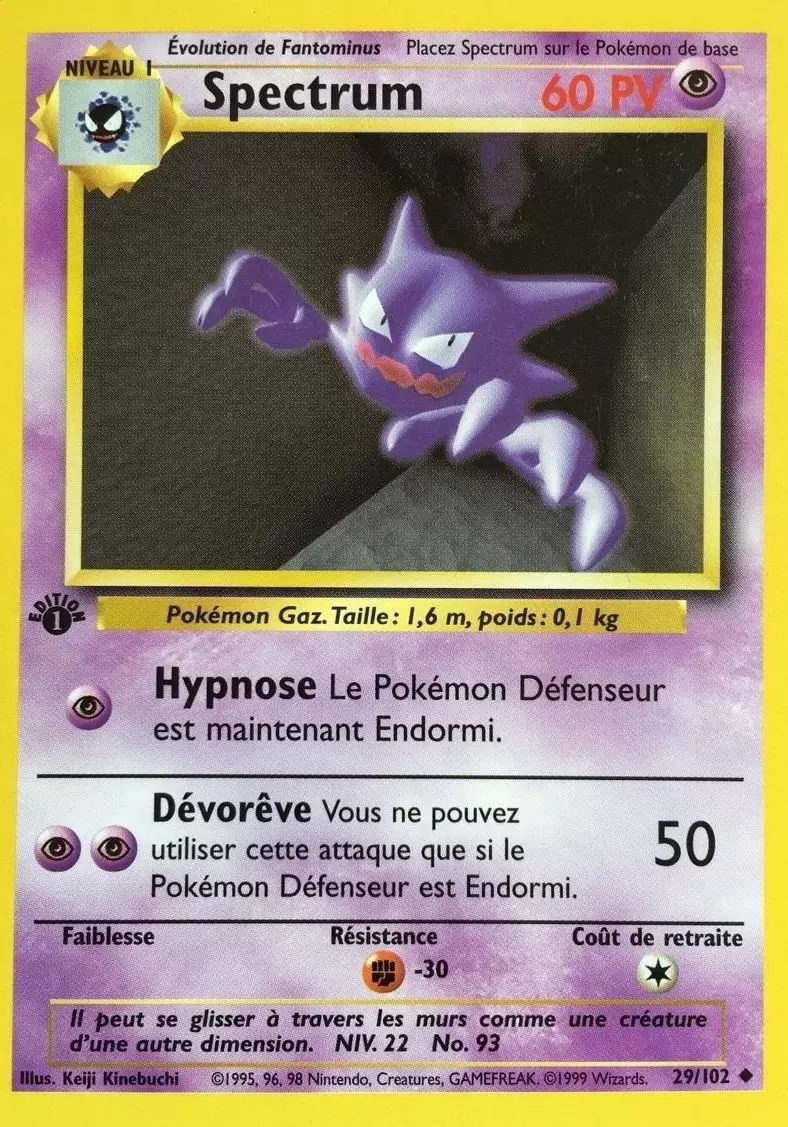 Évolution de Fantominus Placez Spectrum sur le Pokémon de base
NIVEAU I
Spectrum 60 PV
EDITION 1
Pokémon Gaz. Taille : 1,6 m, poids : 0,1 kg
Hypnose Le Pokémon Défenseur
est maintenant Endormi.
Dévorêve Vous ne pouvez
utiliser cette attaque que si le
Pokémon Défenseur est Endormi.
50
Faiblesse Résistance Coût de retraite
-30
Il peut se glisser à travers les murs comme une créature
d'une autre dimension. NIV. 22 No. 93
Illus. Keiji Kinebuchi ©1995, 96, 98 Nintendo, Creatures, GAMEFREAK. ©1999 Wizards. 29/102